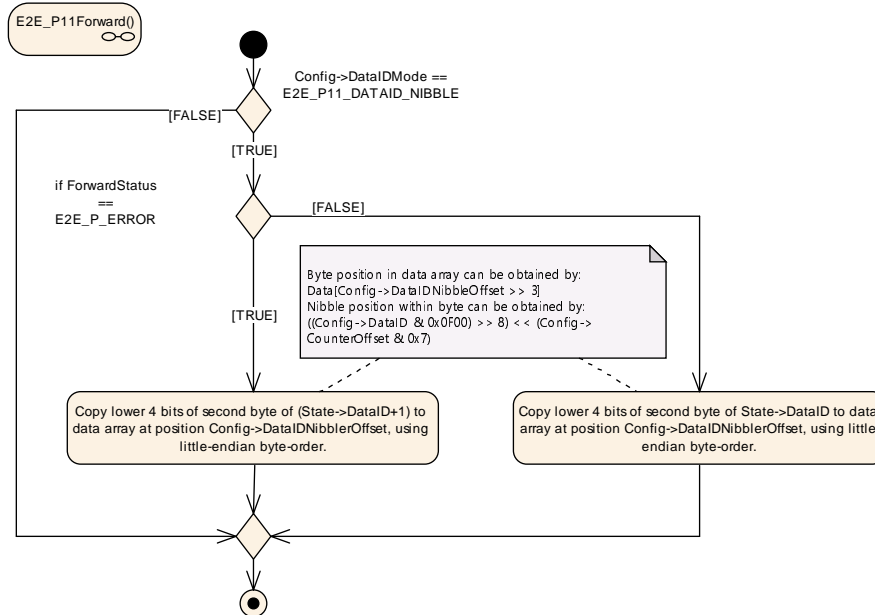 E2E_P11Forward()
Config->DataIDMode ==
E2E_P11_DATAID_NIBBLE
[FALSE]
[TRUE]
if ForwardStatus
==
E2E_P_ERROR
[FALSE]
Byte position in data array can be obtained by:
Data[Config->DataIDNibbleOffset >> 3]
Nibble position within byte can be obtained by:
((Config->DataID & 0x0F00) >> 8) << (Config->
CounterOffset & 0x7)
[TRUE]
Copy lower 4 bits of second byte of (State->DataID+1) to
data array at position Config->DataIDNibblerOffset, using
little-endian byte-order.
Copy lower 4 bits of second byte of State->DataID to data
array at position Config->DataIDNibblerOffset, using little-
endian byte-order.